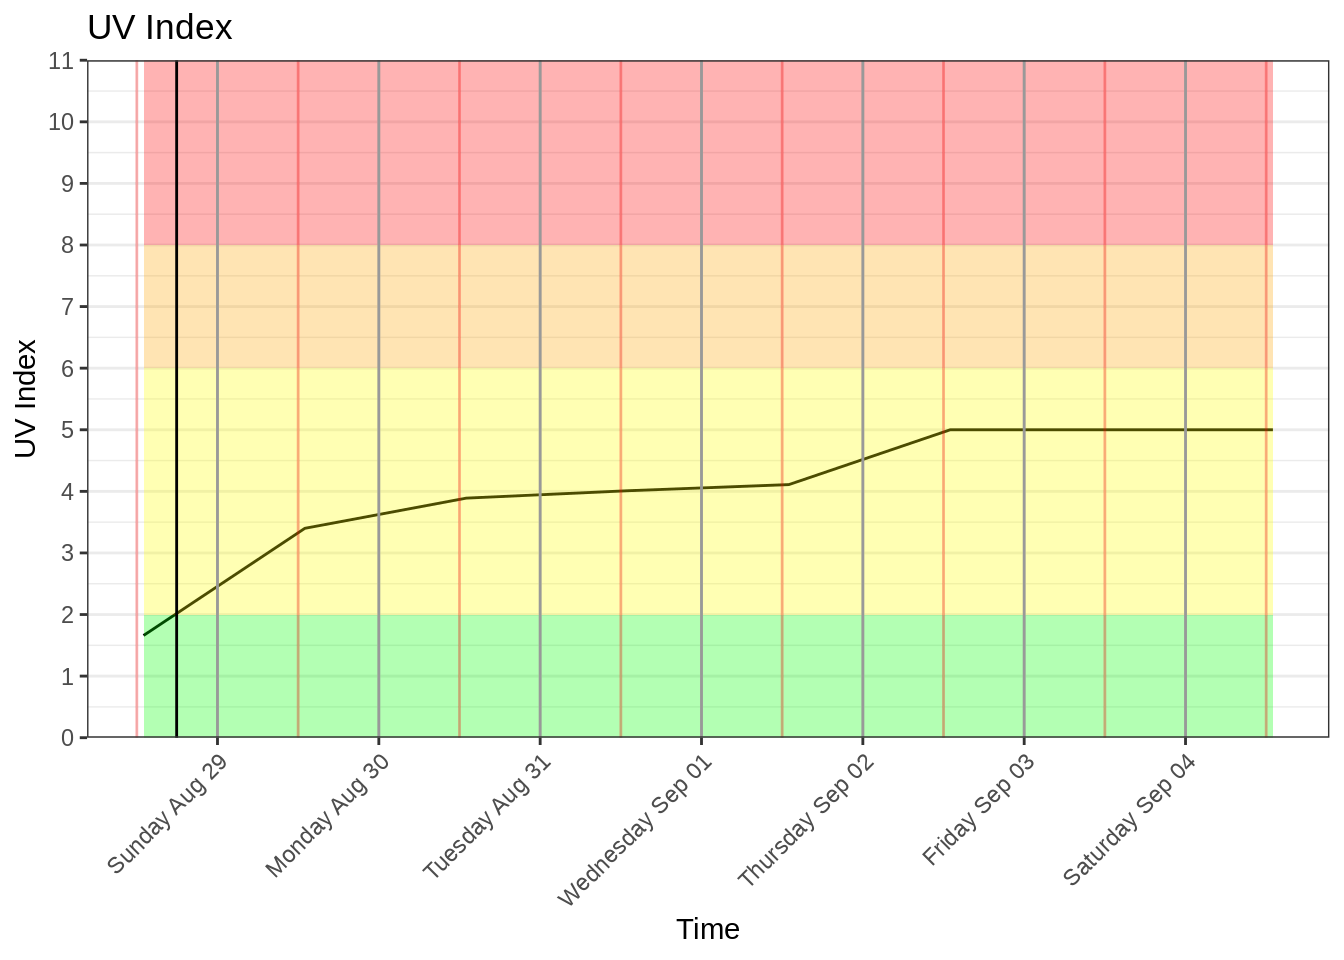 UV Index
UV Index
11
10
9
8
7
6
5
4
3
2
1
0
Sunday Aug 29
Monday Aug 30
Tuesday Aug 31
Wednesday Sep 01
Thursday Sep 02
Friday Sep 03
Saturday Sep 04
Time